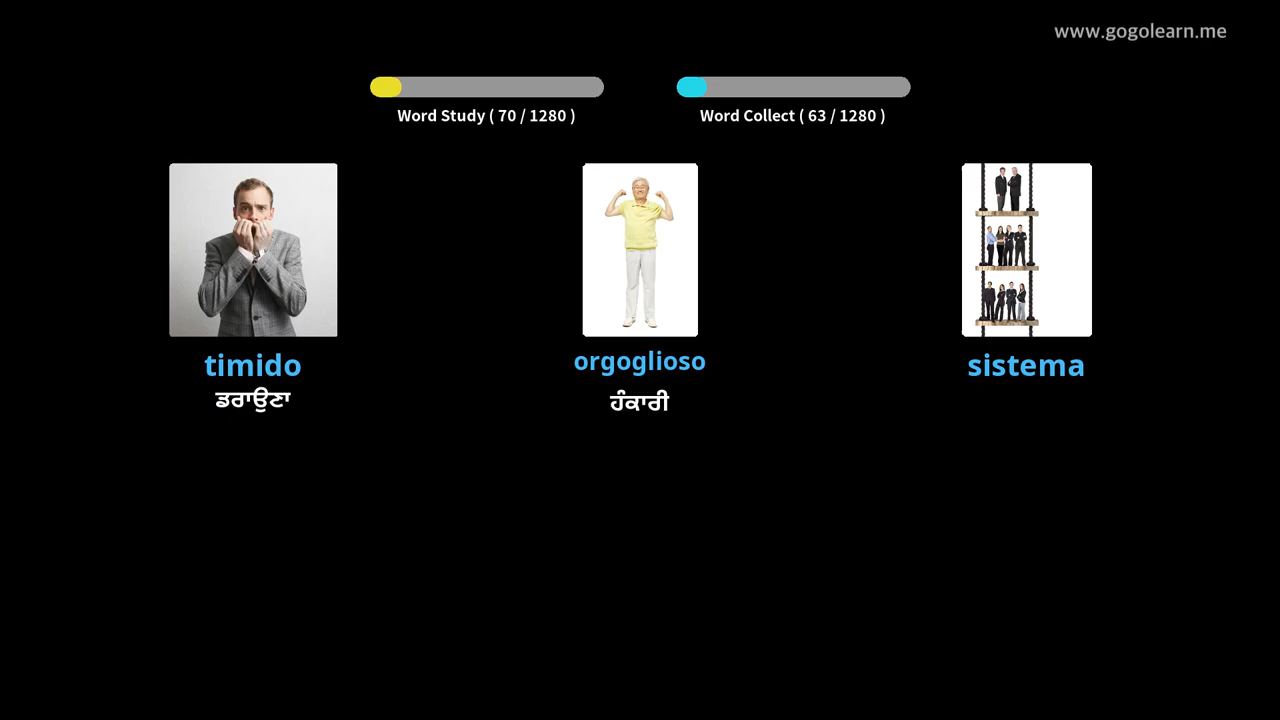 www.gogolearn.me
Word Study ( 70 / 1280 )
Word Collect ( 63 / 1280 )
timido
orgoglioso
sistema
ਡਰਾਉਣਾ
ਹੰਕਾਰੀ